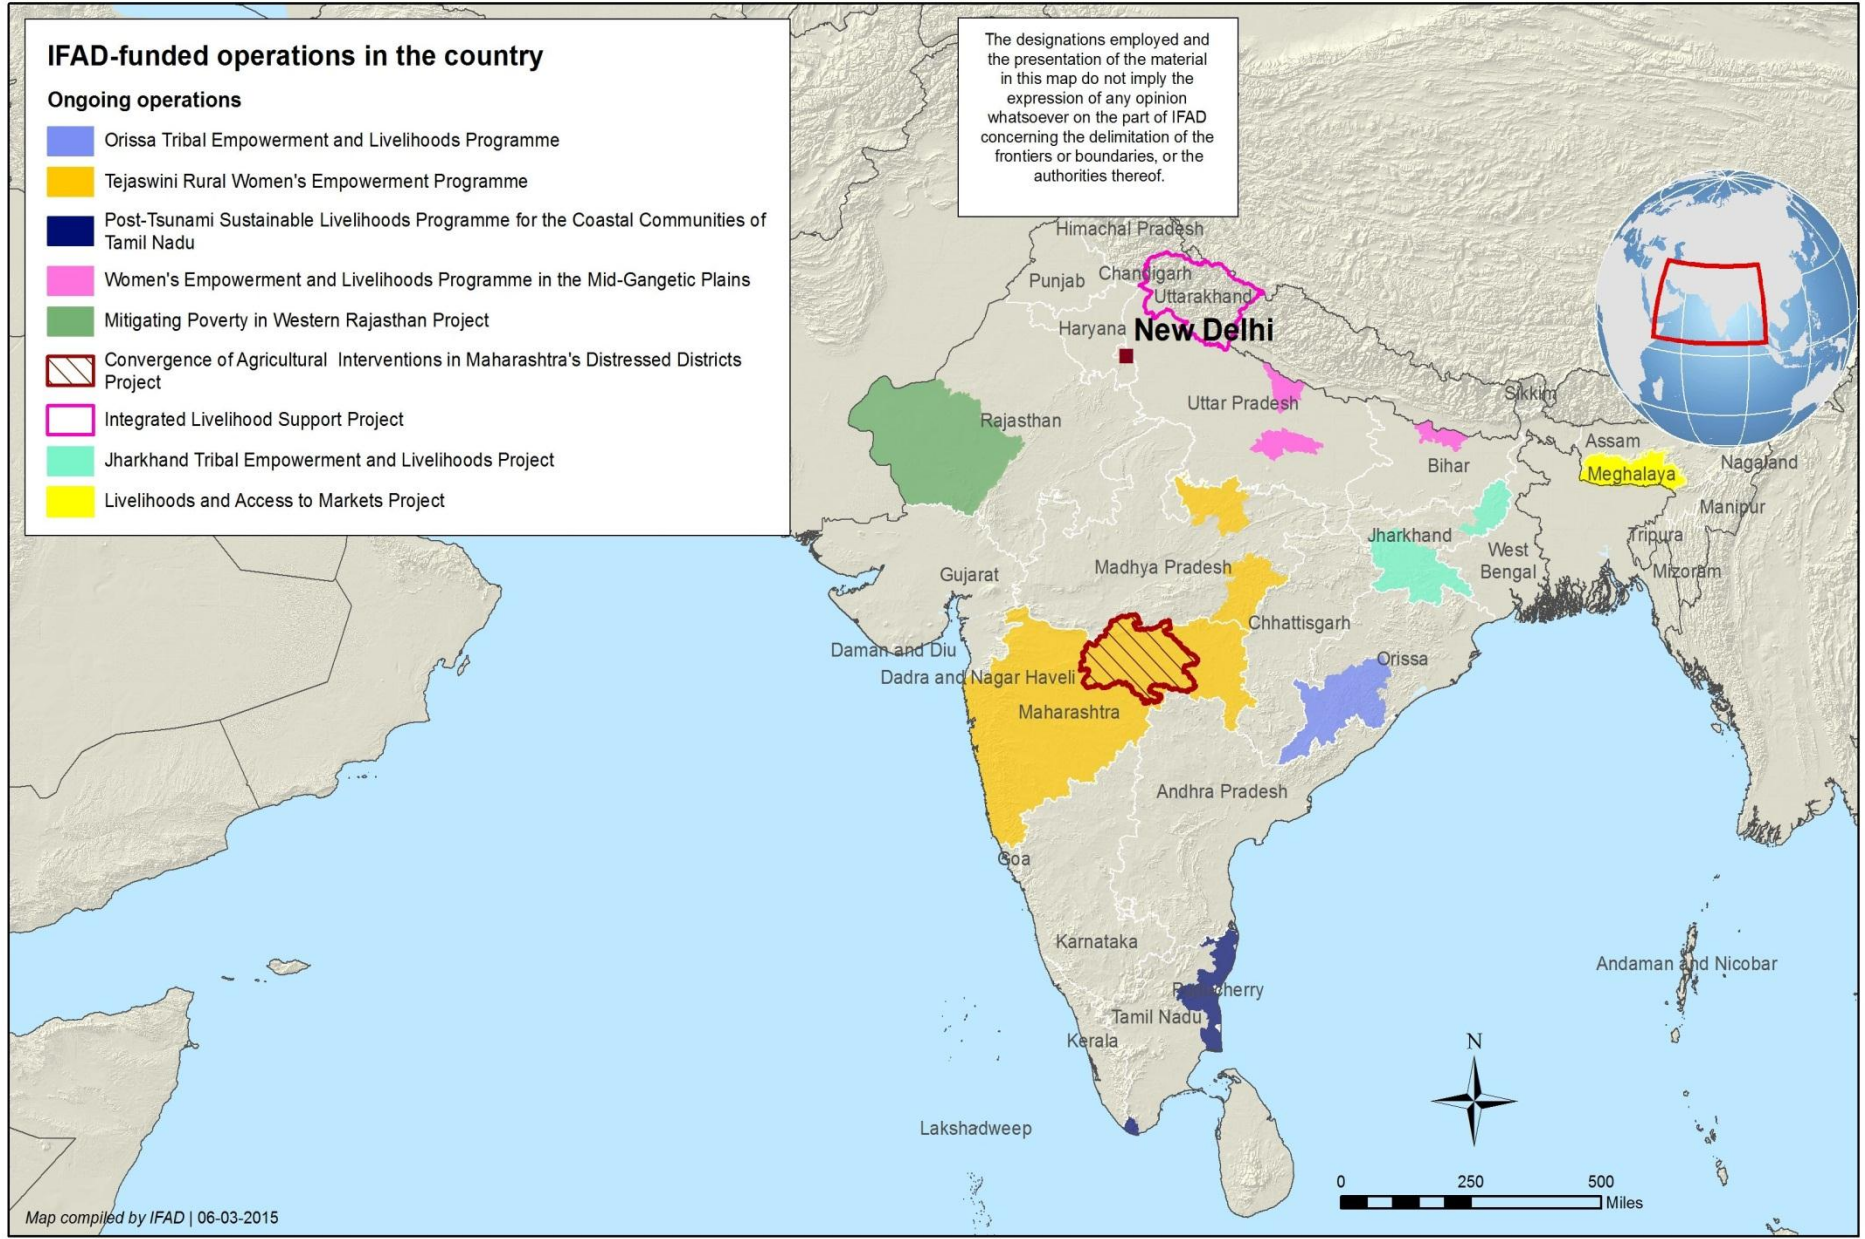 IFAD-funded operations in the country
Ongoing operations
Orissa Tribal Empowerment and Livelihoods Programme
Tejaswini Rural Women's Empowerment Programme
Post-Tsunami Sustainable Livelihoods Programme for the Coastal Communities of
Tamil Nadu
Women's Empowerment and Livelihoods Programme in the Mid-Gangetic Plains
Mitigating Poverty in Western Rajasthan Project
Convergence of Agricultural Interventions in Maharashtra's Distressed Districts
Project
Integrated Livelihood Support Project
Jharkhand Tribal Empowerment and Livelihoods Project
Livelihoods and Access to Markets Project
The designations employed and
the presentation of the material
in this map do not imply the
expression of any opinion
whatsoever on the part of IFAD
concerning the delimitation of the
frontiers or boundaries, or the
authorities thereof.
Himachal Pradesh
Chandigarh
Punjab
Uttarakhand
Haryana
New Delhi
Sikkim
Uttar Pradesh
Rajasthan
Assam
Nagaland
Bihar
Meghalaya
Manipur
Jharkhand
Tripura
West
Bengal
Madhya Pradesh
Mizoram
Gujarat
Chhattisgarh
Daman and Diu
Orissa
Dadra and Nagar Haveli
Maharashtra
Andhra Pradesh
Goa
Karnataka
Andaman and Nicobar
Tamil Nadu
Kerala
N
Lakshadweep
0 250 500
Miles
Map compiled by IFAD | 06-03-2015